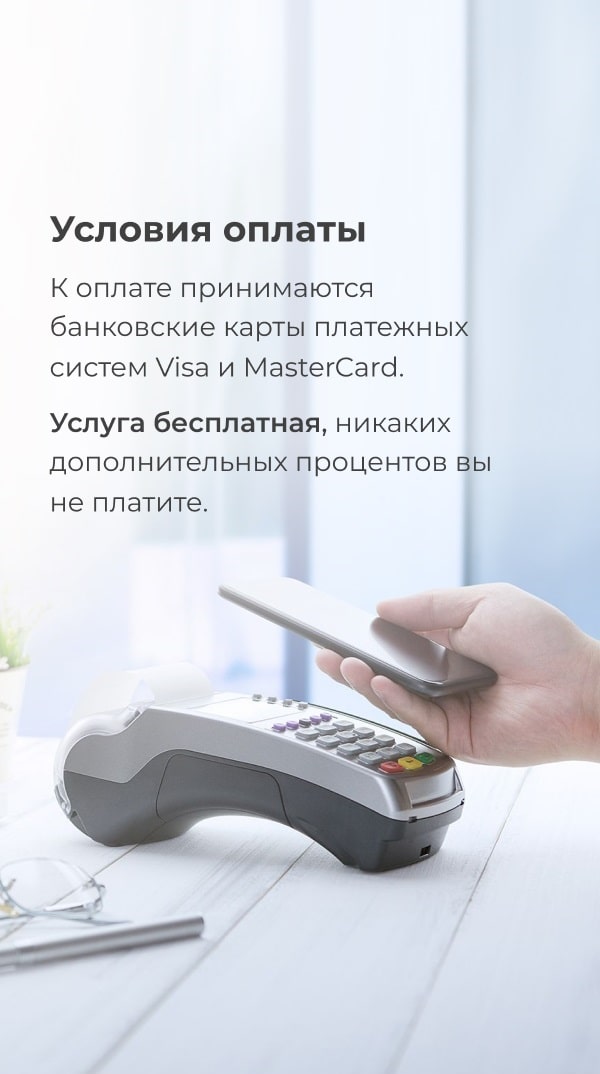 Условия оплаты
К оплате принимаются
банковские карты платежных
систем Visa и MasterCard.
Услуга бесплатная, никаких
дополнительных процентов вы
не платите.